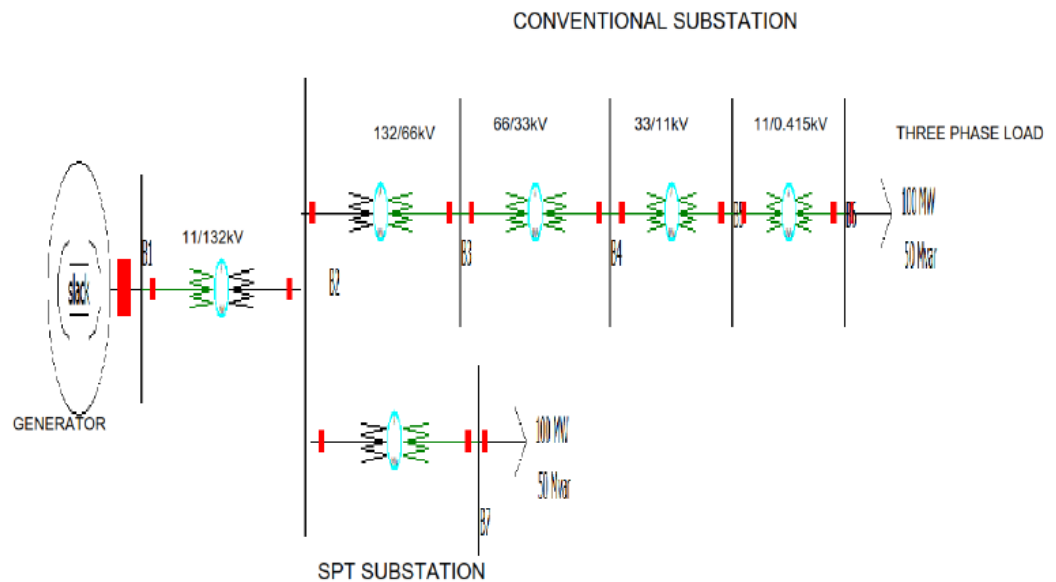 CONVENTIONAL SUBSTATION
132/66kV
66/33kV
33/11kV
11/0.415kV
THREE PHASE LOAD
100 MW
50 Mvar
B1
11/132kV
slack
B2
B3
B4
B5
B6
GENERATOR
100 MW
50 Mvar
B7
SPT SUBSTATION